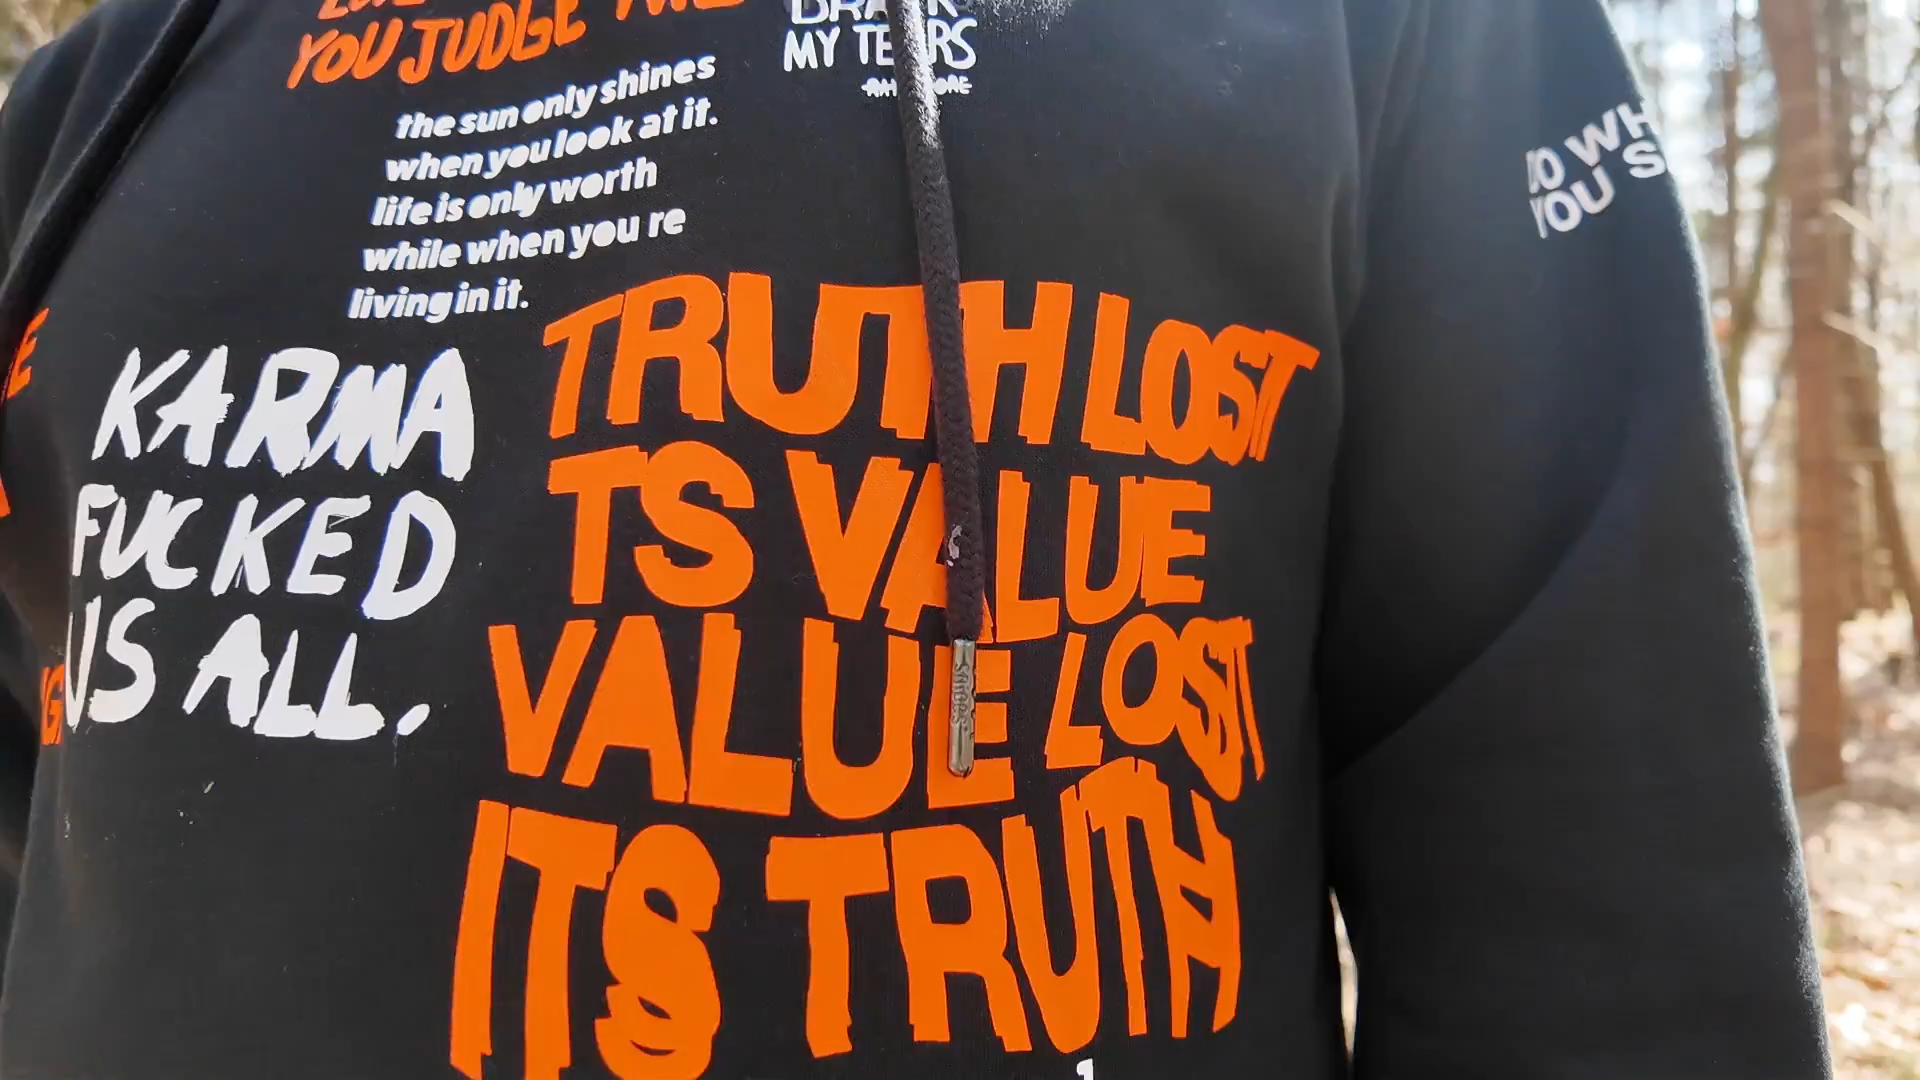 YOU JUDGE
MY TEARS
the sun only shines
when you look at it.
life is only worth
while when you re
living in it.
KARMA
FUCKED
US ALL.
TRUTH LOST
TS VALUE
VALUE LOST
ITS TRUTH
YOU